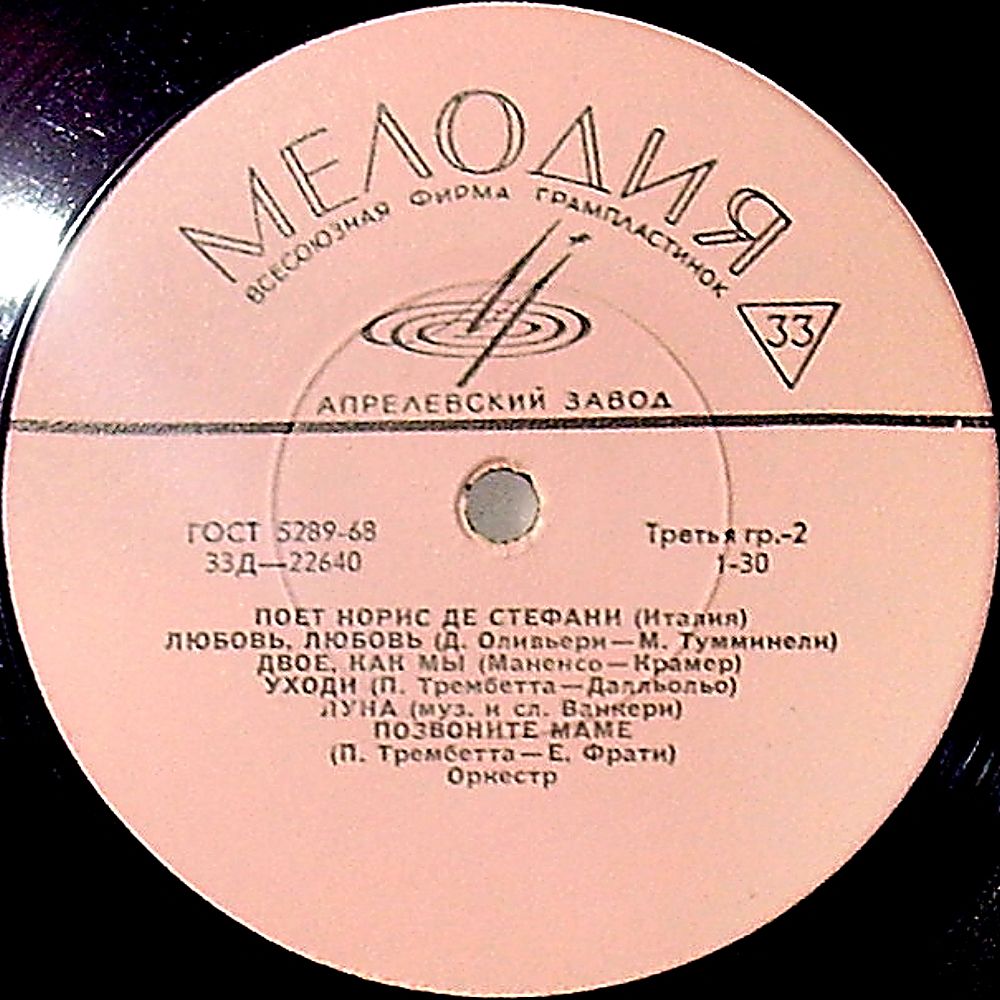 МЕЛОДИЯ
ВСЕСОЮЗНАЯ ФИРМА ГРАМПЛАСТИНОК
33
АПРЕЛЕВСКИЙ ЗАВОД
ГОСТ 5289-68
33Д—22640
Третья гр.-2
1-30
ПОЕТ НОРИС ДЕ СТЕФАНИ (Италия)
ЛЮБОВЬ, ЛЮБОВЬ (Д. Оливьери—М. Тумминели)
ДВОЕ, КАК МЫ (Маненсо—Крамер)
УХОДИ (П. Трембетта—Далльольо)
ЛУНА (муз. и сл. Ванкери)
ПОЗВОНИТЕ МАМЕ
(П. Трембетта—Е. Фрати)
Оркестр